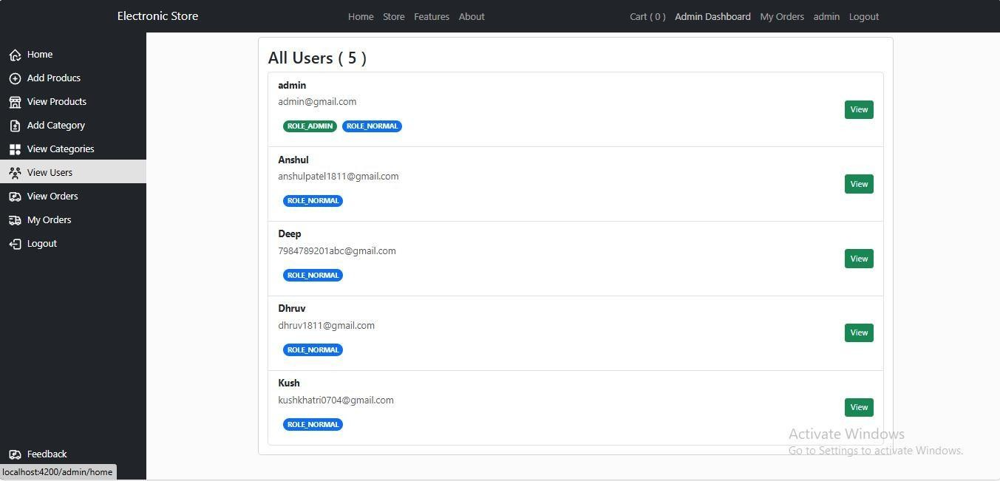 Electronic Store Home Store Features About Cart ( 0 ) Admin Dashboard My Orders admin Logout
Home
Add Producs
View Products
Add Category
View Categories
View Users
View Orders
My Orders
Logout
Feedback
localhost:4200/admin/home
All Users ( 5 )
admin
admin@gmail.com
ROLE_ADMIN ROLE_NORMAL
View
Anshul
anshulpatel1811@gmail.com
ROLE_NORMAL
View
Deep
7984789201abc@gmail.com
ROLE_NORMAL
View
Dhruv
dhruv1811@gmail.com
ROLE_NORMAL
View
Kush
kushkhatri0704@gmail.com
ROLE_NORMAL
View
Activate Windows
Go to Settings to activate Windows.